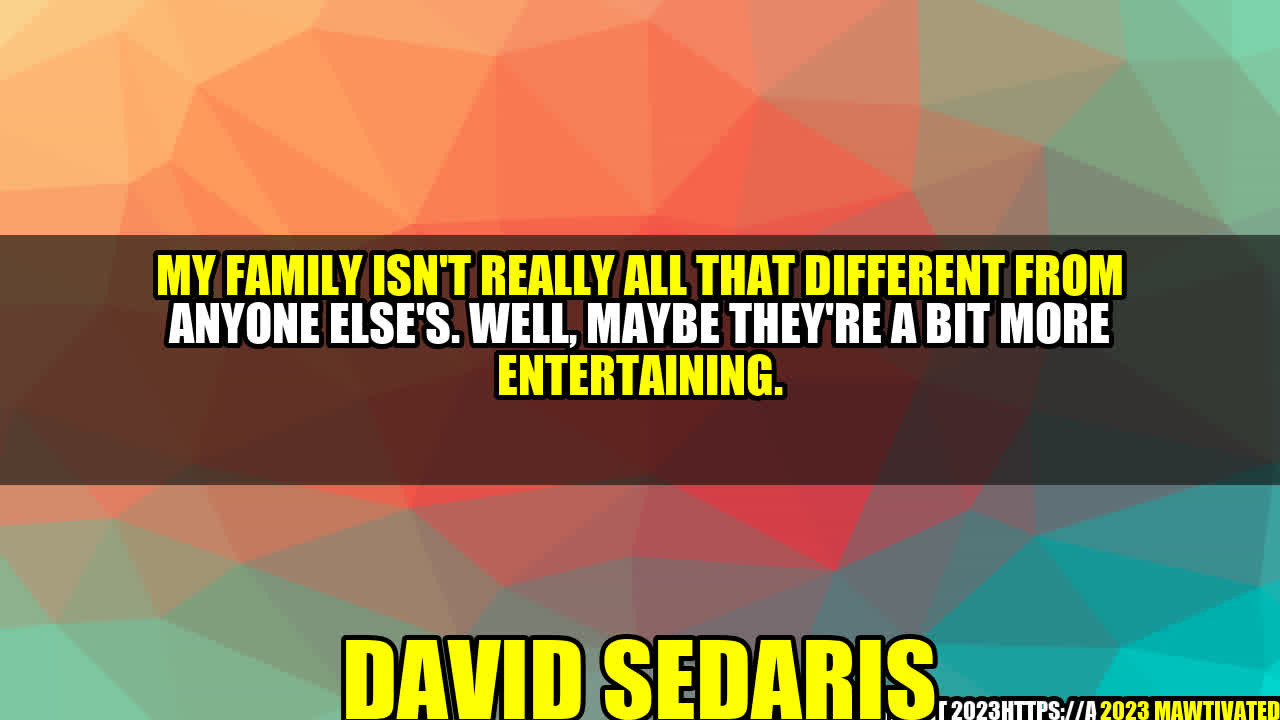 MY FAMILY ISN'T REALLY ALL THAT DIFFERENT FROM
ANYONE ELSE'S. WELL, MAYBE THEY'RE A BIT MORE
ENTERTAINING.
DAVID SEDARIS
T 2023HTTPS://A 2023 MAWTIVATED